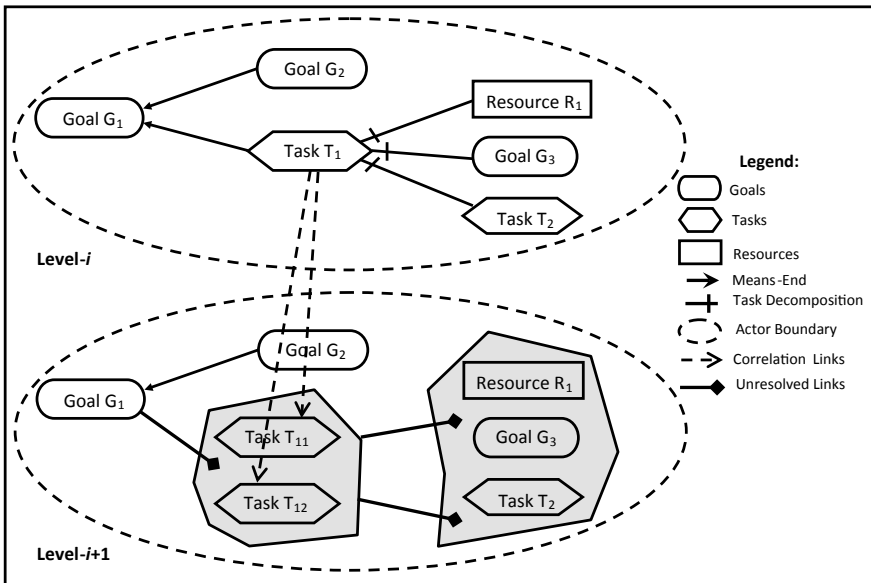 Goal G₂
Resource R₁
Goal G₁
Task T₁
Goal G₃
Task T₂
Level-i
Legend:
Goals
Tasks
Resources
Means-End
Task Decomposition
Actor Boundary
Correlation Links
Unresolved Links
Goal G₂
Goal G₁
Resource R₁
Task T₁₁
Goal G₃
Task T₁₂
Task T₂
Level-i+1